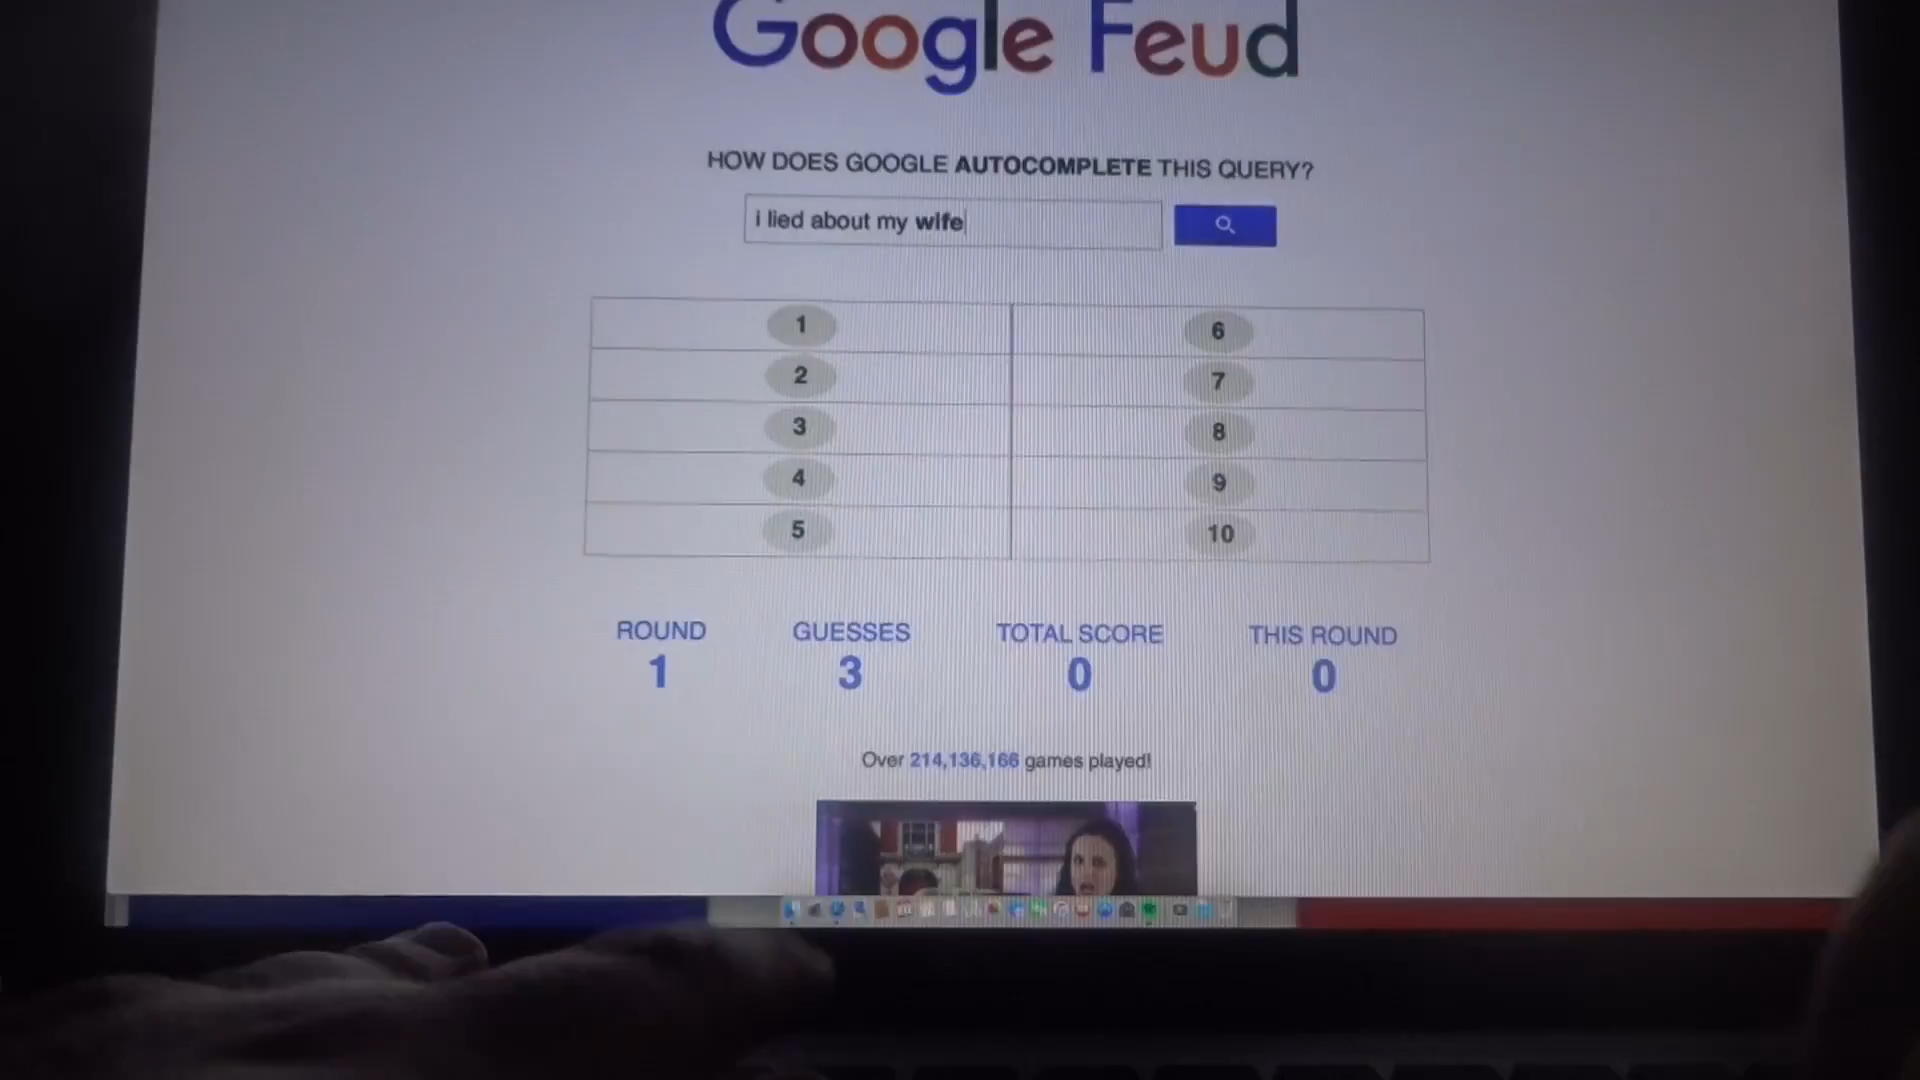 Google Feud
HOW DOES GOOGLE AUTOCOMPLETE THIS QUERY?
i lied about my wife
1
6
2
7
3
8
4
9
5
10
ROUND GUESSES TOTAL SCORE THIS ROUND
1 3 0 0
Over 214,136,166 games played!